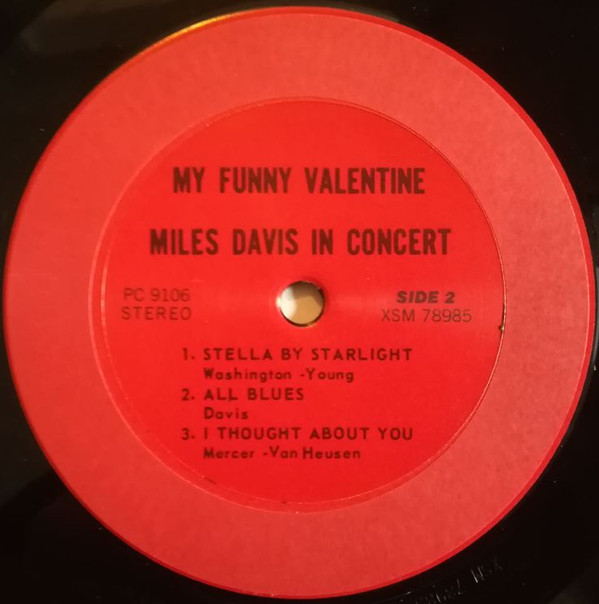 MY FUNNY VALENTINE
MILES DAVIS IN CONCERT
PC 9106
STEREO
SIDE 2
XSM 78985
1. STELLA BY STARLIGHT
Washington -Young
2. ALL BLUES
Davis
3. I THOUGHT ABOUT YOU
Mercer -Van Heusen